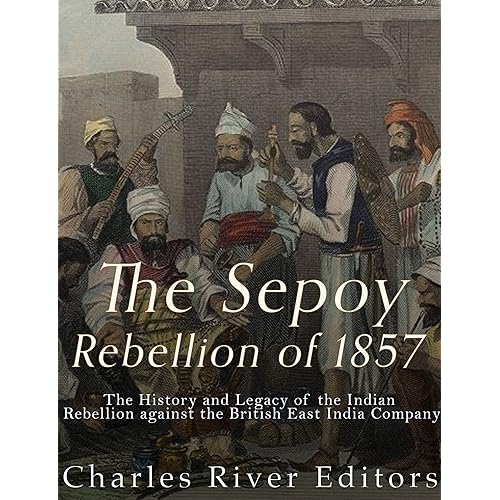 The Sepoy
Rebellion of 1857
The History and Legacy of the Indian
Rebellion against the British East India Company
Charles River Editors